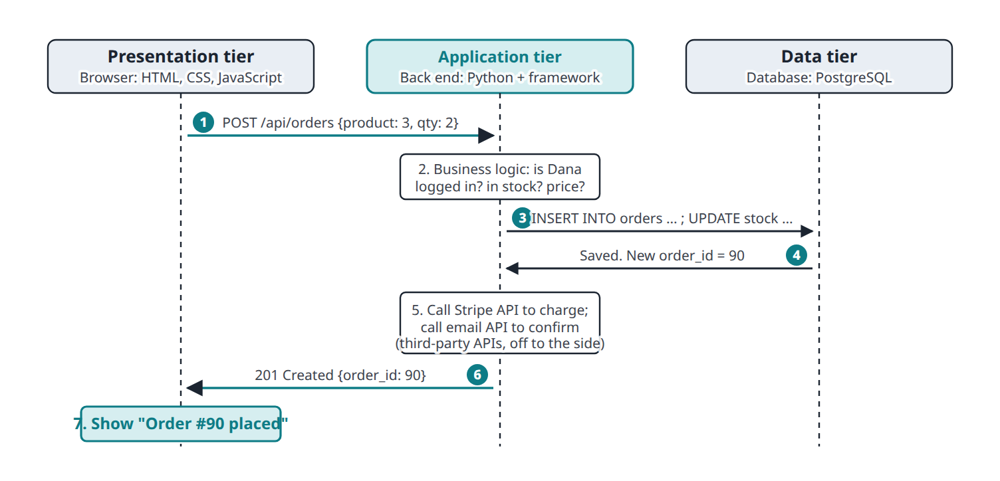 Presentation tier
Browser: HTML, CSS, JavaScript
Application tier
Back end: Python + framework
Data tier
Database: PostgreSQL
1 POST /api/orders {product: 3, qty: 2}
2. Business logic: is Dana
logged in? in stock? price?
3 INSERT INTO orders ... ; UPDATE stock ...
Saved. New order_id = 90 4
5. Call Stripe API to charge;
call email API to confirm
(third-party APIs, off to the side)
201 Created {order_id: 90} 6
7. Show "Order #90 placed"